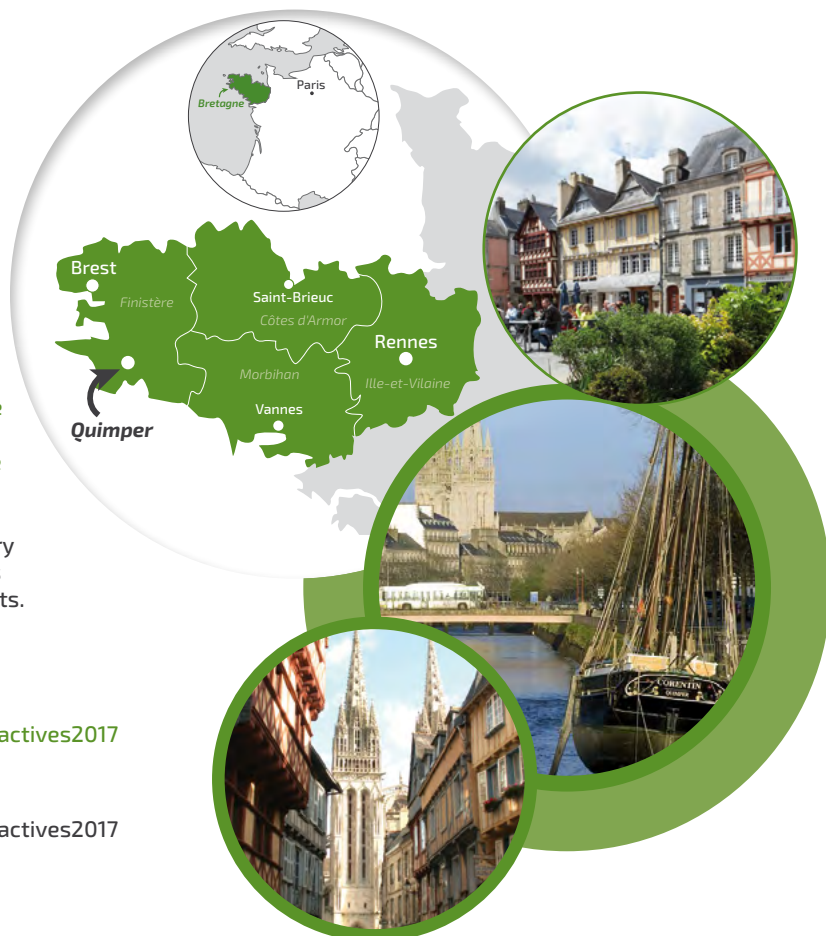 Paris
Bretagne
Brest
Finistère
Saint-Brieuc
Côtes d'Armor
Rennes
Morbihan
Ille-et-Vilaine
Vannes
Quimper
ry
ts.
CORENTIN
QUIMPER
actives2017
actives2017